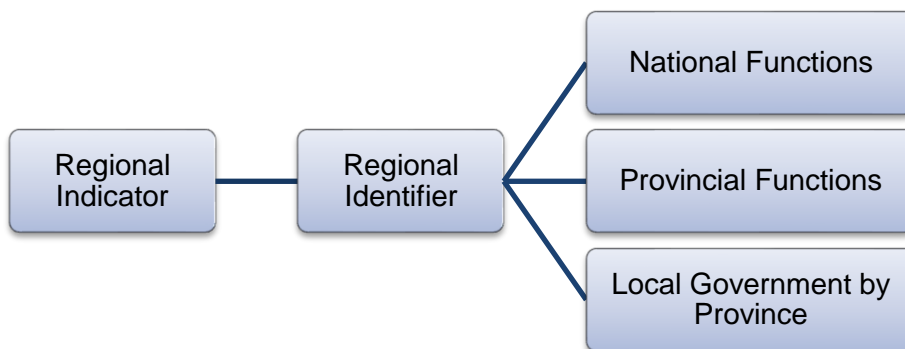 Regional
Indicator
Regional
Identifier
National Functions
Provincial Functions
Local Government by
Province